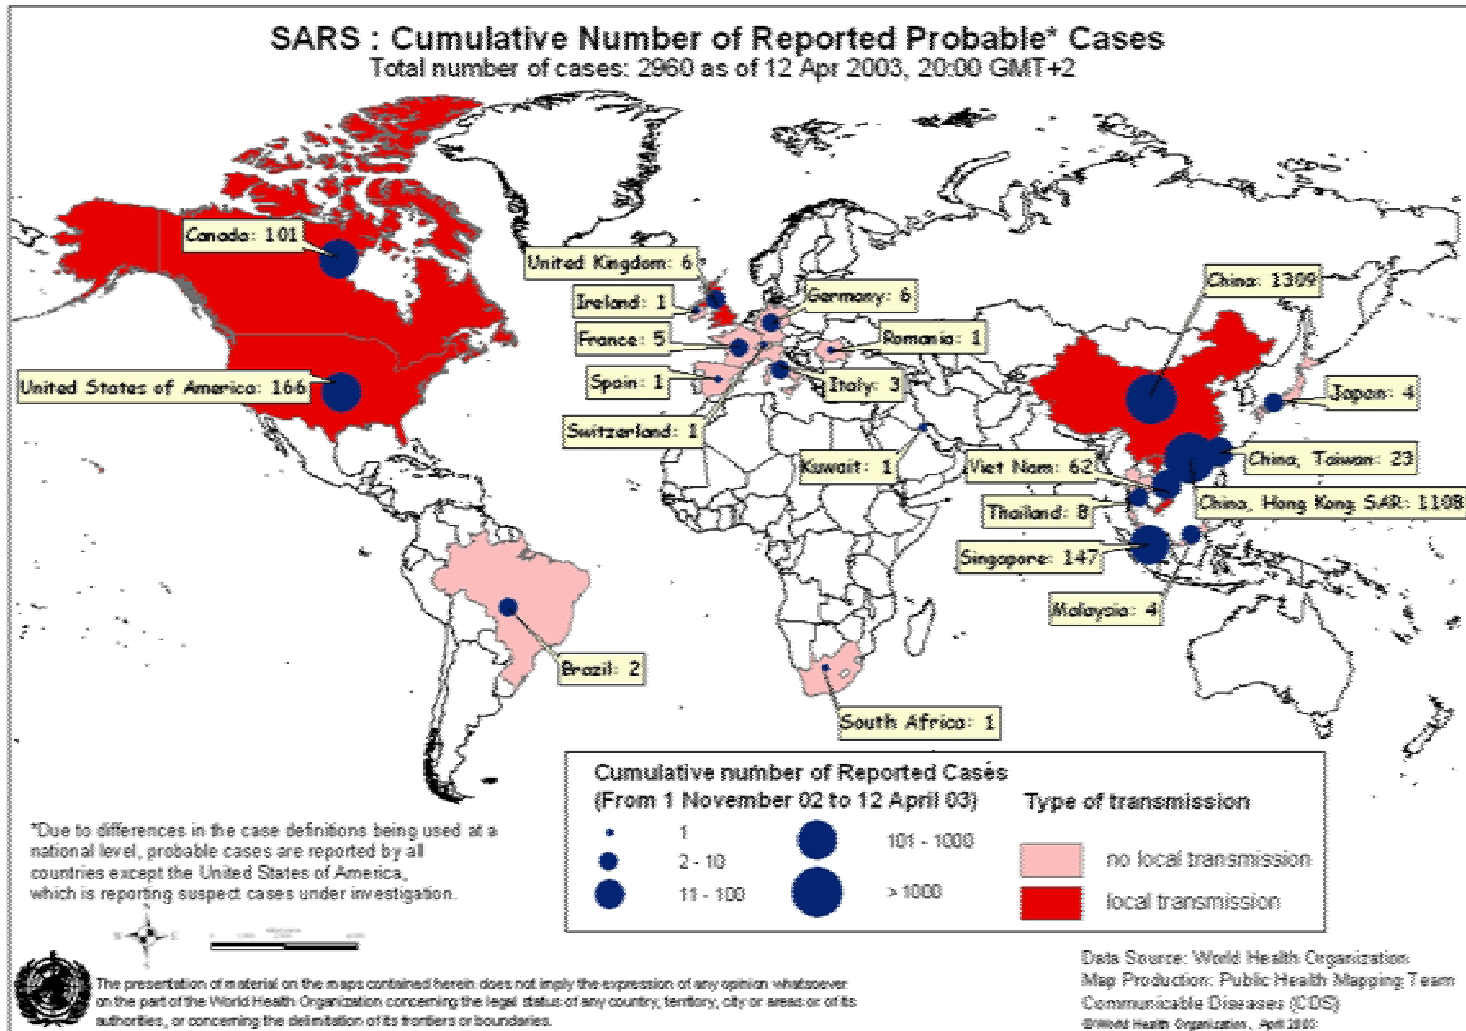 SARS : Cumulative Number of Reported Probable* Cases
Total number of cases: 2960 as of 12 Apr 2003, 20:00 GMT+2
Canada: 101
United Kingdom: 6
Ireland: 1
Germany: 6
China: 1309
France: 5
Romania: 1
United States of America: 166
Spain: 1
Italy: 3
Japan: 4
Switzerland: 1
Kuwait: 1
Viet Nam: 62
China, Taiwan: 23
Thailand: 8
China, Hong Kong SAR: 1108
Singapore: 147
Malaysia: 4
Brazil: 2
South Africa: 1
Cumulative number of Reported Cases
(From 1 November 02 to 12 April 03)
1
2 - 10
11 - 100
101 - 1000
> 1000
Type of transmission
no local transmission
local transmission
*Due to differences in the case definitions being used at a
national level, probable cases are reported by all
countries except the United States of America,
which is reporting suspect cases under investigation.
N
W E
S
The presentation of material on the maps contained herein does not imply the expression of any opinion whatsoever
on the part of the World Health Organization concerning the legal status of any country, territory, city or areas or of its
authorities, or concerning the delimitation of its frontiers or boundaries.
Data Source: World Health Organization
Map Production: Public Health Mapping Team
Communicable Diseases (CDS)
©World Health Organization, April 2003